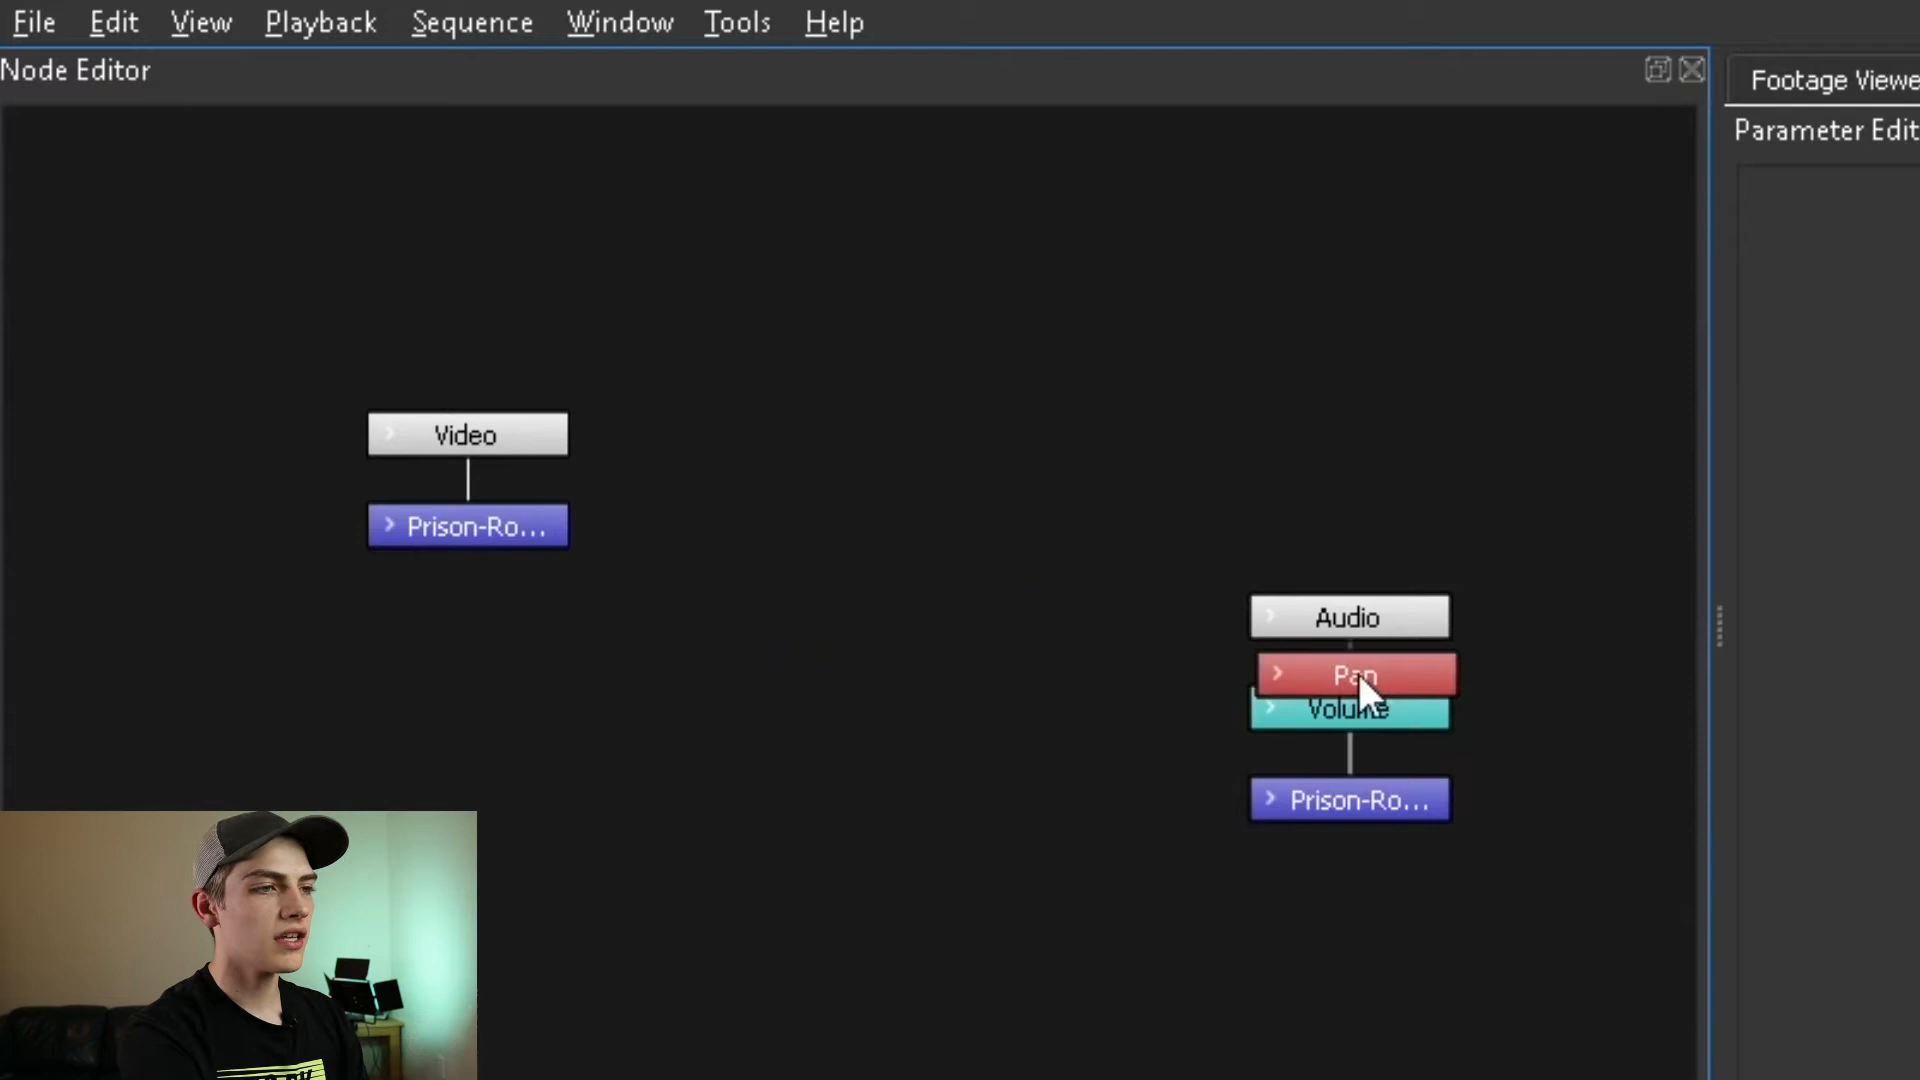 File Edit View Playback Sequence Window Tools Help
Node Editor
Footage Viewe
Parameter Edit
Video
Prison-Ro...
Audio
Pan
Volume
Prison-Ro...